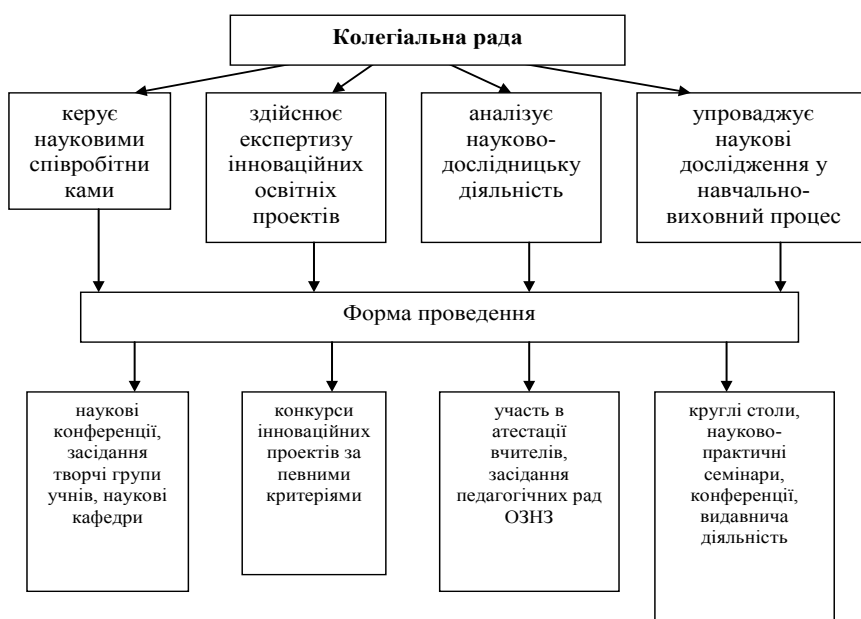 Колегіальна рада
керує
науковими
співробітни
ками
здійснює
експертизу
інноваційних
освітніх
проектів
аналізує
науково-
дослідницьку
діяльність
упроваджує
наукові
дослідження у
навчально-
виховний процес
Форма проведення
наукові
конференції,
засідання
творчі групи
учнів, наукові
кафедри
конкурси
інноваційних
проектів за
певними
критеріями
участь в
атестації
вчителів,
засідання
педагогічних рад
ОЗНЗ
круглі столи,
науково-
практичні
семінари,
конференції,
видавнича
діяльність